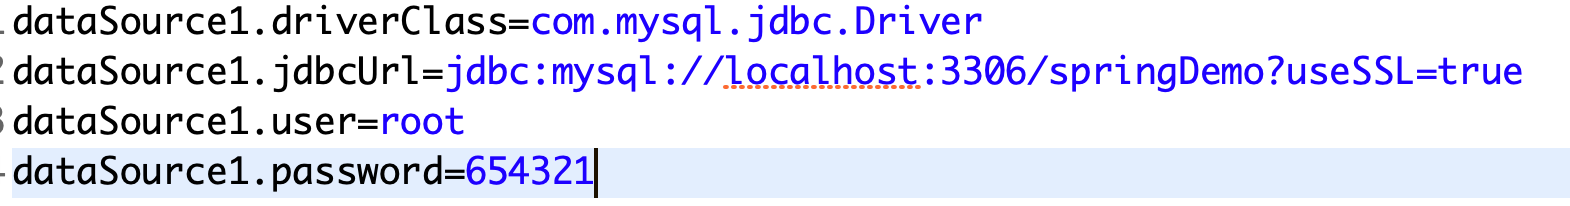 dataSource1.driverClass=com.mysql.jdbc.Driver
dataSource1.jdbcUrl=jdbc:mysql://localhost:3306/springDemo?useSSL=true
dataSource1.user=root
dataSource1.password=654321